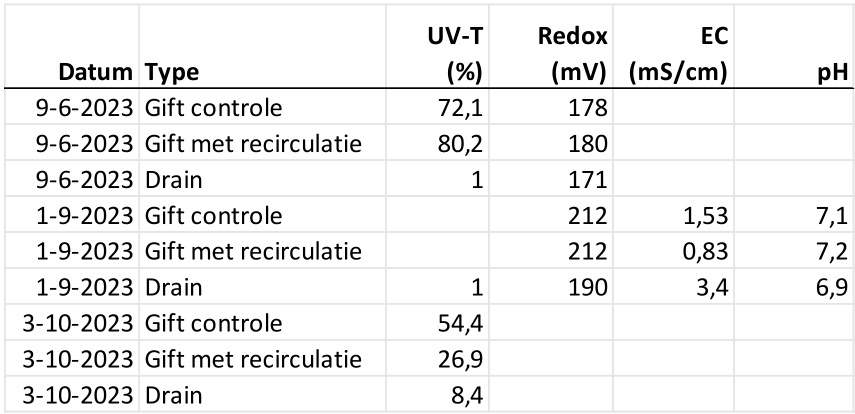 UV-T Redox EC
Datum Type (%) (mV) (mS/cm) pH
9-6-2023 Gift controle 72,1 178
9-6-2023 Gift met recirculatie 80,2 180
9-6-2023 Drain 1 171
1-9-2023 Gift controle 212 1,53 7,1
1-9-2023 Gift met recirculatie 212 0,83 7,2
1-9-2023 Drain 1 190 3,4 6,9
3-10-2023 Gift controle 54,4
3-10-2023 Gift met recirculatie 26,9
3-10-2023 Drain 8,4